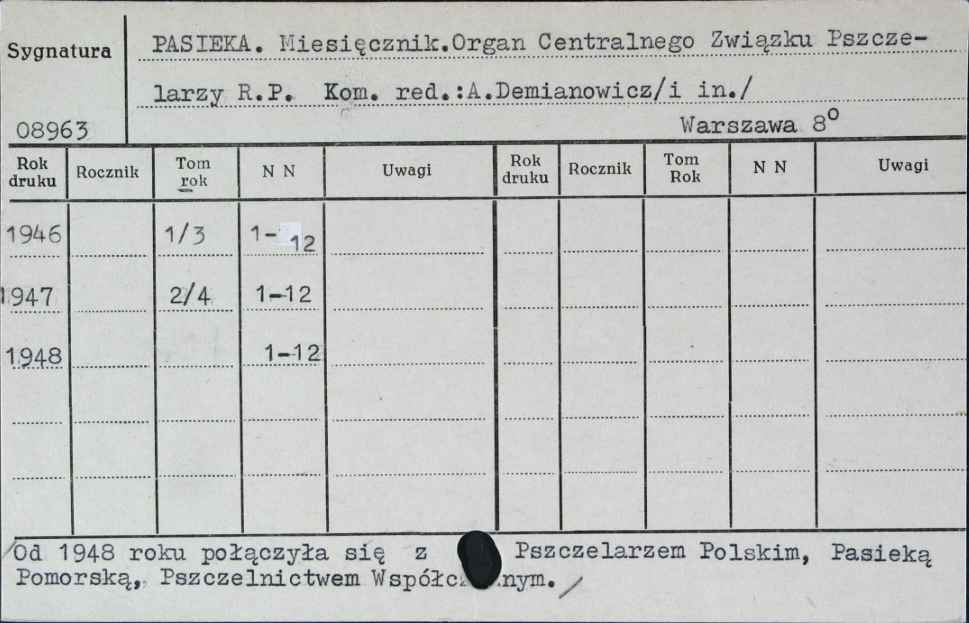 Sygnatura
PASIEKA. Miesięcznik.Organ Centralnego Związku Pszcze-
larzy R.P. Kom. red.:A.Demianowicz/i in./
08963
Warszawa 8⁰
Rok druku Rocznik Tom rok N N Uwagi Rok druku Rocznik Tom Rok N N Uwagi
1946 1/3 1-12
1947 2/4 1-12
1948 1-12
/Od 1948 roku połączyła się z Pszczelarzem Polskim, Pasieką
Pomorską, Pszczelnictwem /